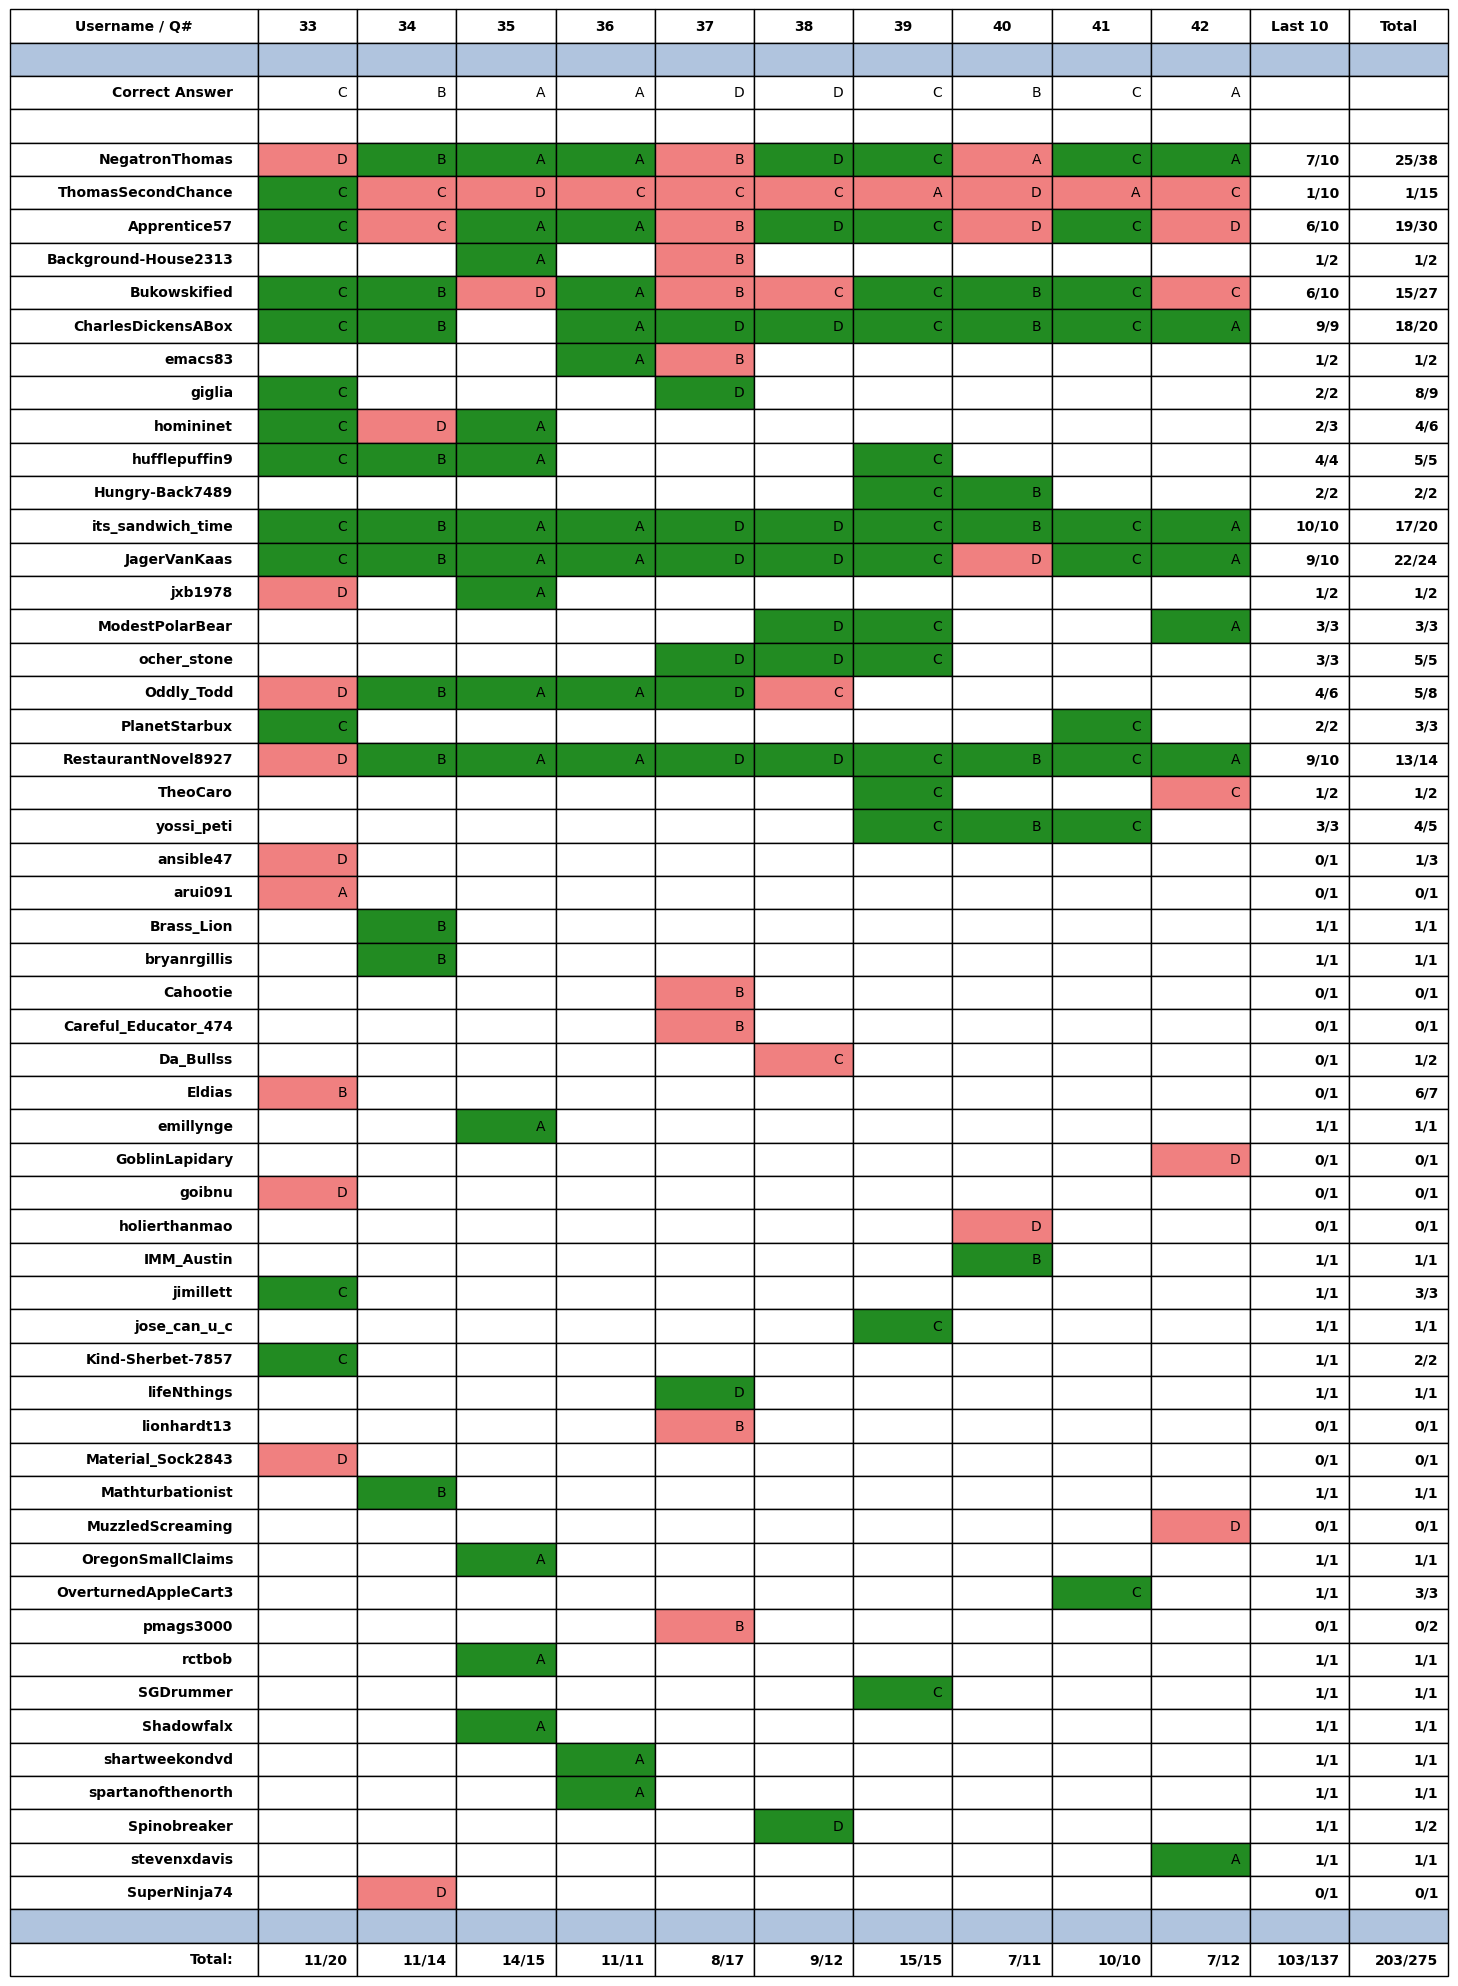 Username / Q# 33 34 35 36 37 38 39 40 41 42 Last 10 Total
Correct Answer C B A A D D C B C A
NegatronThomas D B A A B D C A C A 7/10 25/38
ThomasSecondChance C C D C C C A D A C 1/10 1/15
Apprentice57 C C A A B D C D C D 6/10 19/30
Background-House2313 A B 1/2 1/2
Bukowskified C B D A B C C B C C 6/10 15/27
CharlesDickensABox C B A D D C B C A 9/9 18/20
emacs83 A B 1/2 1/2
giglia C D 2/2 8/9
homininet C D A 2/3 4/6
hufflepuffin9 C B A C 4/4 5/5
Hungry-Back7489 C B 2/2 2/2
its_sandwich_time C B A A D D C B C A 10/10 17/20
JagerVanKaas C B A A D D C D C A 9/10 22/24
jxb1978 D A 1/2 1/2
ModestPolarBear D C A 3/3 3/3
ocher_stone D D C 3/3 5/5
Oddly_Todd D B A A D C 4/6 5/8
PlanetStarbux C C 2/2 3/3
RestaurantNovel8927 D B A A D D C B C A 9/10 13/14
TheoCaro C C 1/2 1/2
yossi_peti C B C 3/3 4/5
ansible47 D 0/1 1/3
arui091 A 0/1 0/1
Brass_Lion B 1/1 1/1
bryanrgillis B 1/1 1/1
Cahootie B 0/1 0/1
Careful_Educator_474 B 0/1 0/1
Da_Bullss C 0/1 1/2
Eldias B 0/1 6/7
emillynge A 1/1 1/1
GoblinLapidary D 0/1 0/1
goibnu D 0/1 0/1
holierthanmao D 0/1 0/1
IMM_Austin B 1/1 1/1
jimillett C 1/1 3/3
jose_can_u_c C 1/1 1/1
Kind-Sherbet-7857 C 1/1 2/2
lifeNthings D 1/1 1/1
lionhardt13 B 0/1 0/1
Material_Sock2843 D 0/1 0/1
Mathturbationist B 1/1 1/1
MuzzledScreaming D 0/1 0/1
OregonSmallClaims A 1/1 1/1
OverturnedAppleCart3 C 1/1 3/3
pmags3000 B 0/1 0/2
rctbob A 1/1 1/1
SGDrummer C 1/1 1/1
Shadowfalx A 1/1 1/1
shartweekondvd A 1/1 1/1
spartanofthenorth A 1/1 1/1
Spinobreaker D 1/1 1/2
stevenxdavis A 1/1 1/1
SuperNinja74 D 0/1 0/1
Total: 11/20 11/14 14/15 11/11 8/17 9/12 15/15 7/11 10/10 7/12 103/137 203/275